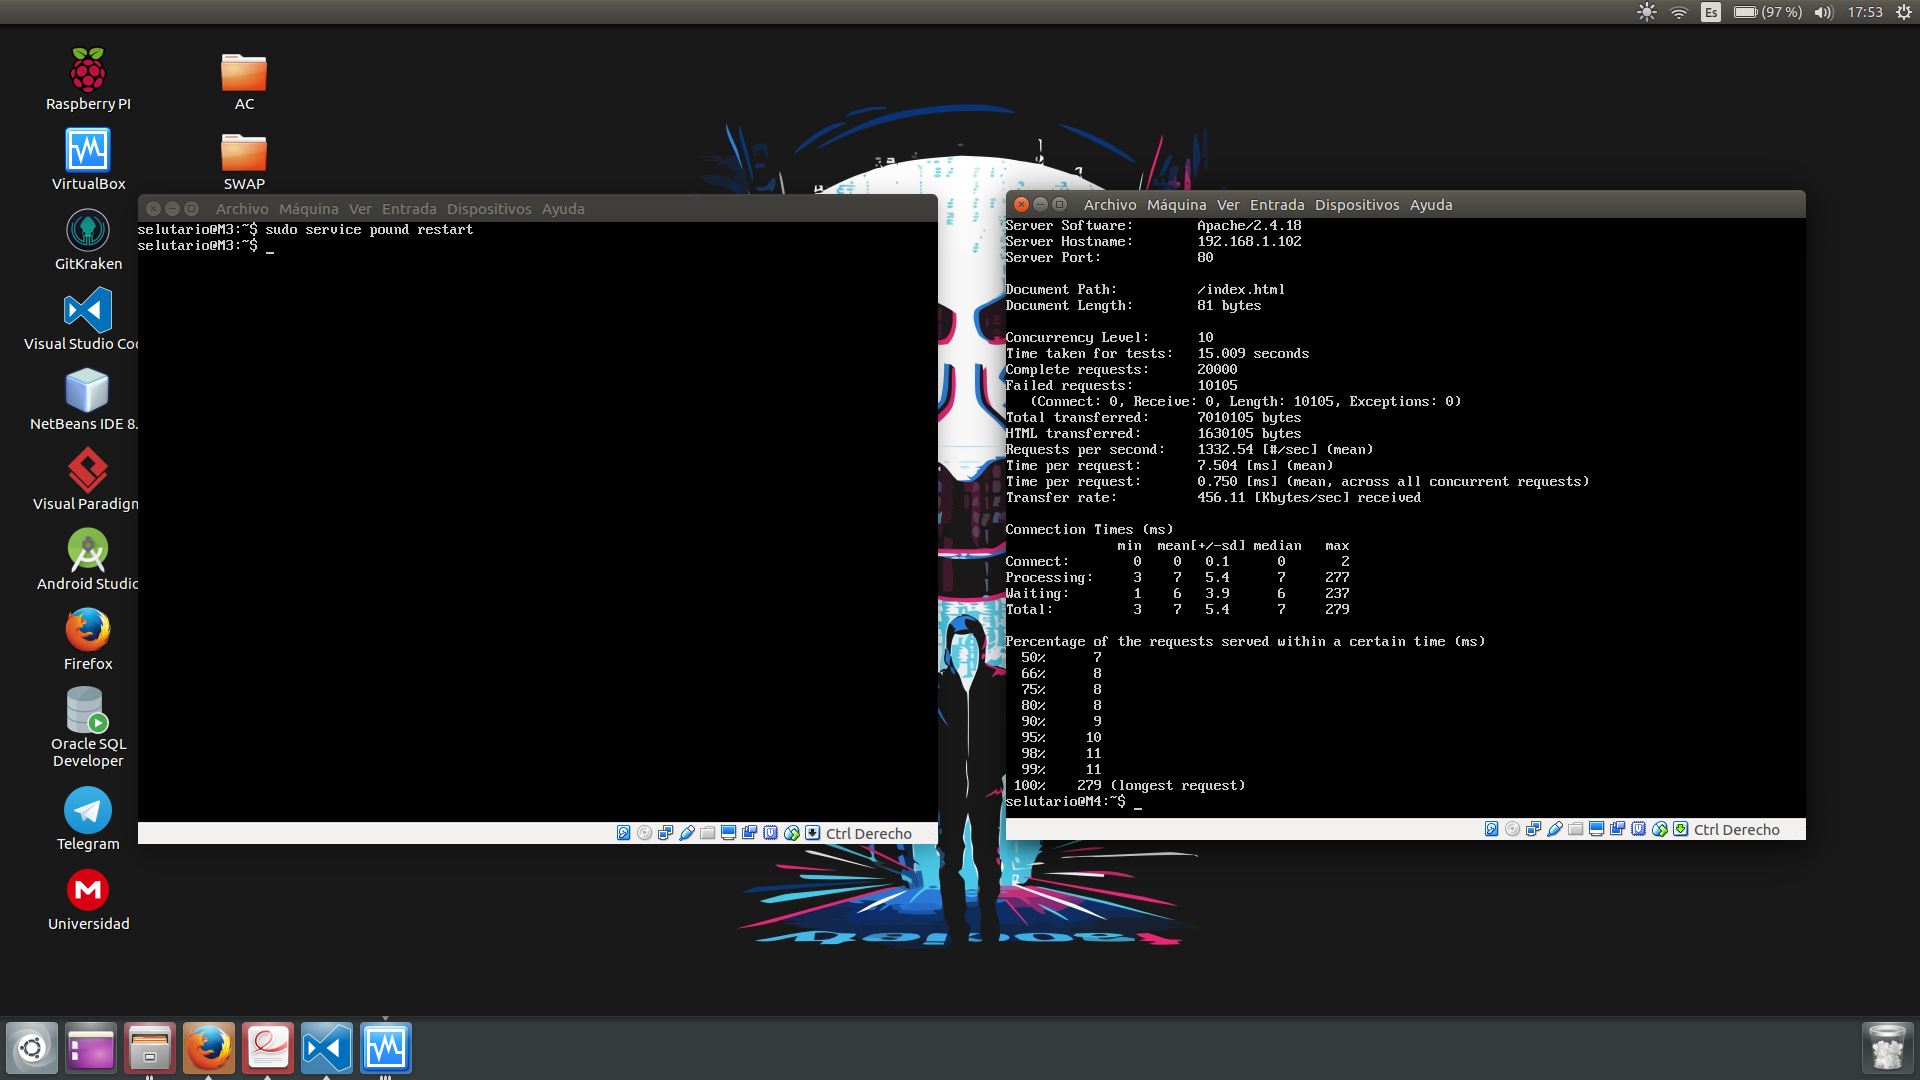 Es (97 %) 17:53
Raspberry PI
AC
VirtualBox
SWAP
GitKraken
Visual Studio Co
NetBeans IDE 8.
Visual Paradigm
Android Studio
Firefox
Oracle SQL
Developer
Telegram
Universidad
Archivo Máquina Ver Entrada Dispositivos Ayuda
selutario@M3:~$ sudo service pound restart
selutario@M3:~$ _
Ctrl Derecho
Archivo Máquina Ver Entrada Dispositivos Ayuda
Server Software: Apache/2.4.18
Server Hostname: 192.168.1.102
Server Port: 80
Document Path: /index.html
Document Length: 81 bytes
Concurrency Level: 10
Time taken for tests: 15.009 seconds
Complete requests: 20000
Failed requests: 10105
(Connect: 0, Receive: 0, Length: 10105, Exceptions: 0)
Total transferred: 7010105 bytes
HTML transferred: 1630105 bytes
Requests per second: 1332.54 [#/sec] (mean)
Time per request: 7.504 [ms] (mean)
Time per request: 0.750 [ms] (mean, across all concurrent requests)
Transfer rate: 456.11 [Kbytes/sec] received
Connection Times (ms)
min mean[+/-sd] median max
Connect: 0 0 0.1 0 2
Processing: 3 7 5.4 7 277
Waiting: 1 6 3.9 6 237
Total: 3 7 5.4 7 279
Percentage of the requests served within a certain time (ms)
50% 7
66% 8
75% 8
80% 8
90% 9
95% 10
98% 11
99% 11
100% 279 (longest request)
selutario@M4:~$ _
Ctrl Derecho